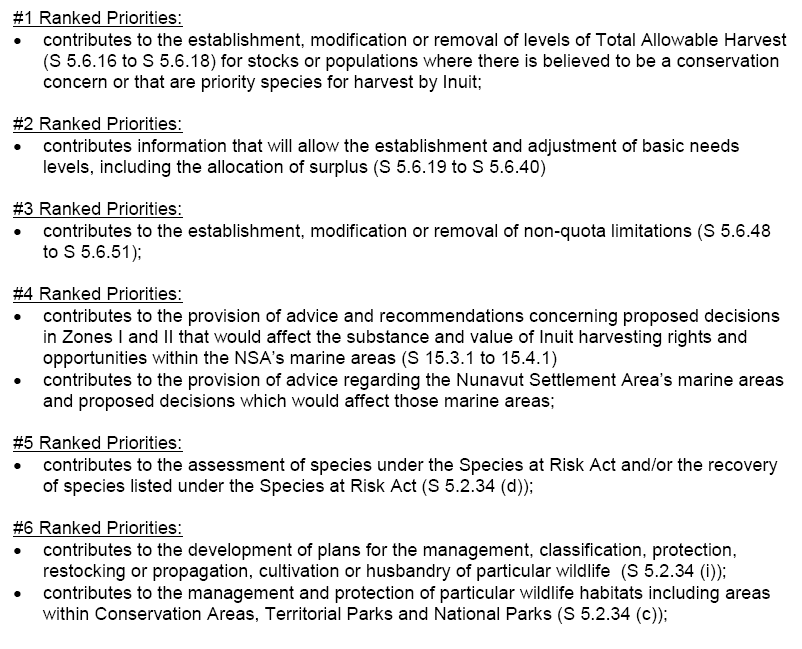 #1 Ranked Priorities:
• contributes to the establishment, modification or removal of levels of Total Allowable Harvest
(S 5.6.16 to S 5.6.18) for stocks or populations where there is believed to be a conservation
concern or that are priority species for harvest by Inuit;
#2 Ranked Priorities:
• contributes information that will allow the establishment and adjustment of basic needs
levels, including the allocation of surplus (S 5.6.19 to S 5.6.40)
#3 Ranked Priorities:
• contributes to the establishment, modification or removal of non-quota limitations (S 5.6.48
to S 5.6.51);
#4 Ranked Priorities:
• contributes to the provision of advice and recommendations concerning proposed decisions
in Zones I and II that would affect the substance and value of Inuit harvesting rights and
opportunities within the NSA's marine areas (S 15.3.1 to 15.4.1)
• contributes to the provision of advice regarding the Nunavut Settlement Area's marine areas
and proposed decisions which would affect those marine areas;
#5 Ranked Priorities:
• contributes to the assessment of species under the Species at Risk Act and/or the recovery
of species listed under the Species at Risk Act (S 5.2.34 (d));
#6 Ranked Priorities:
• contributes to the development of plans for the management, classification, protection,
restocking or propagation, cultivation or husbandry of particular wildlife  (S 5.2.34 (i));
• contributes to the management and protection of particular wildlife habitats including areas
within Conservation Areas, Territorial Parks and National Parks (S 5.2.34 (c));